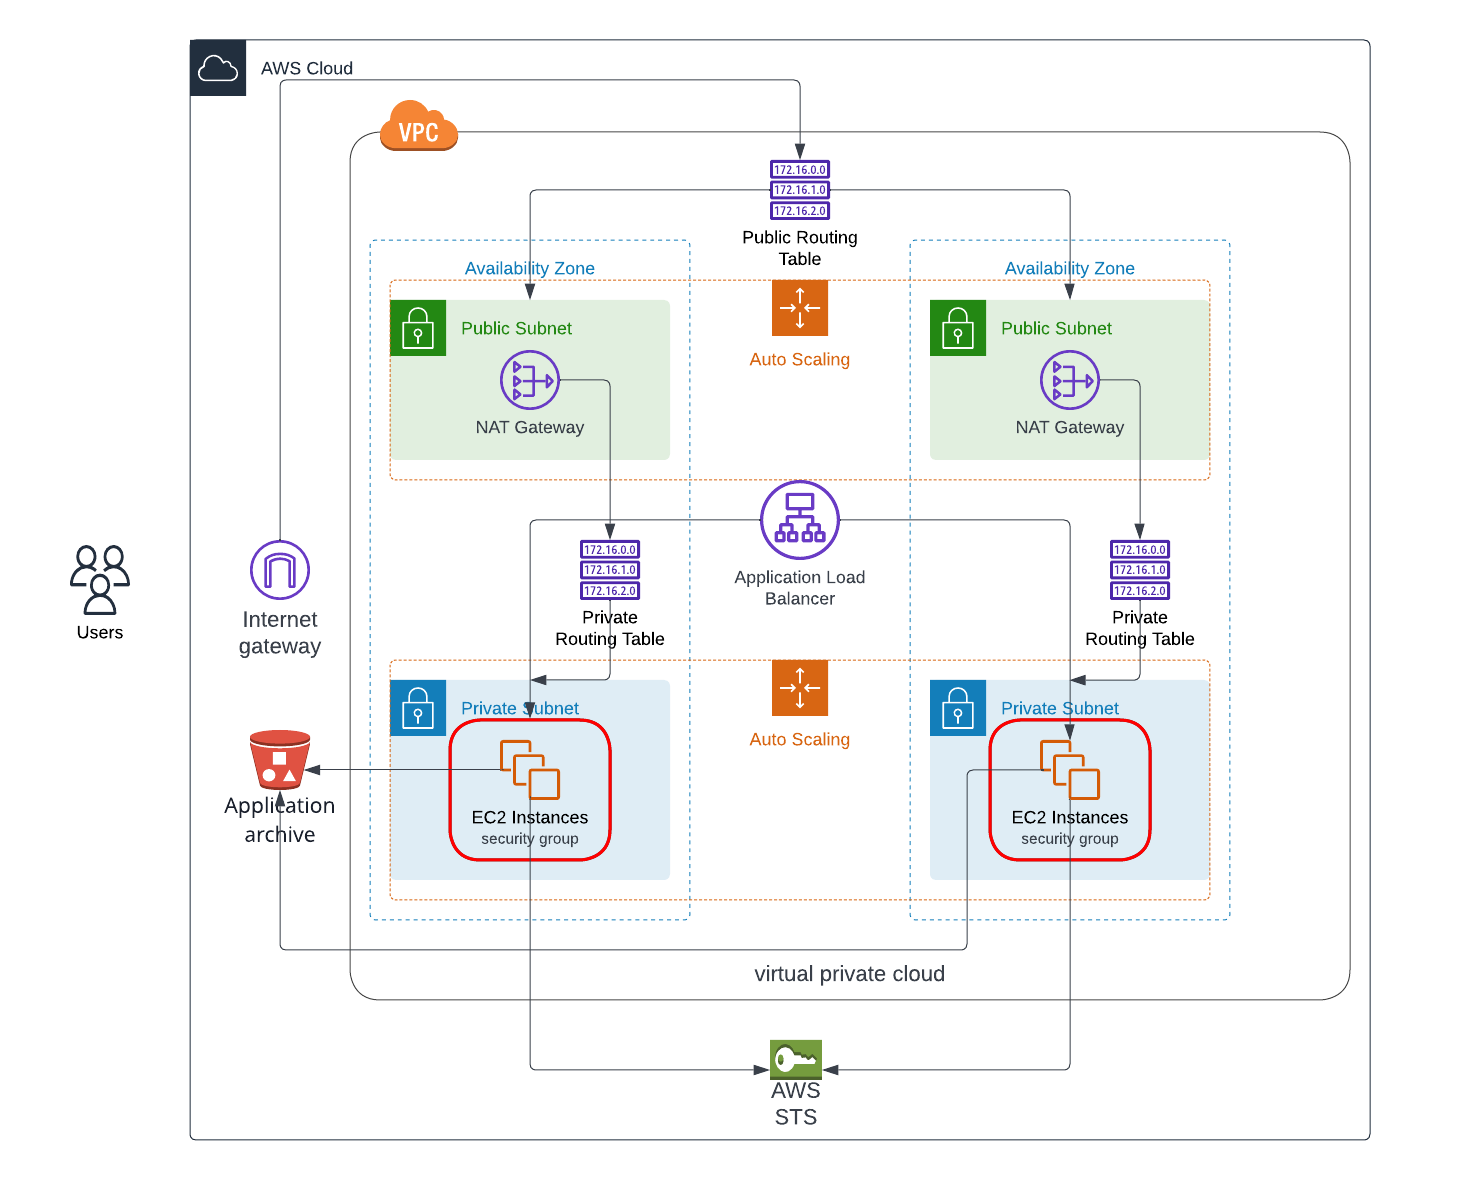 AWS Cloud
VPC
172.16.0.0
172.16.1.0
172.16.2.0
Public Routing
Table
Availability Zone
Availability Zone
Public Subnet
Auto Scaling
Public Subnet
NAT Gateway
NAT Gateway
Users
Internet
gateway
172.16.0.0
172.16.1.0
172.16.2.0
Private
Routing Table
Application Load
Balancer
172.16.0.0
172.16.1.0
172.16.2.0
Private
Routing Table
Private Subnet
Auto Scaling
Private Subnet
Application
archive
EC2 Instances
security group
EC2 Instances
security group
virtual private cloud
AWS
STS